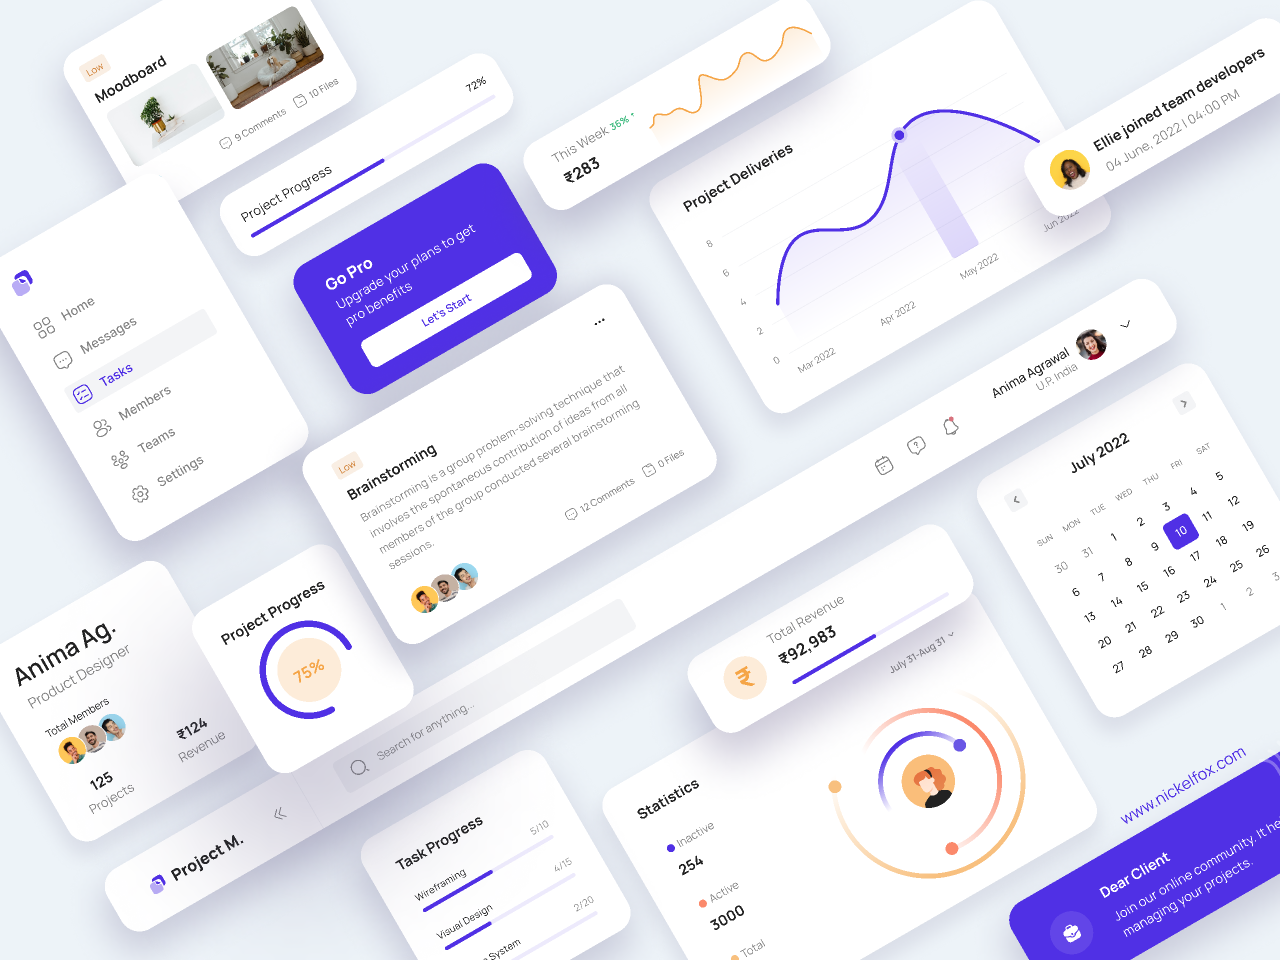 Low
Moodboard
9 Comments
10 Files
Project Progress
72%
This Week
36%
₹283
Project Deliveries
8
6
4
2
0
Mar 2022
Apr 2022
May 2022
Jun 2022
Ellie joined team developers
04 June, 2022 | 04:00 PM
Home
Messages
Tasks
Members
Teams
Settings
Go Pro
Upgrade your plans to get
pro benefits
Let's Start
Low
Brainstorming
Brainstorming is a group problem-solving technique that
involves the spontaneous contribution of ideas from all
members of the group conducted several brainstorming
sessions.
12 Comments
0 Files
Anima Agrawal
U.P, India
July 2022
SUN MON TUE WED THU FRI SAT
30 31 1 2 3 4 5
6 7 8 9 10 11 12
13 14 15 16 17 18 19
20 21 22 23 24 25 26
27 28 29 30 1 2 3
Anima Ag.
Product Designer
Total Members
125
Projects
₹124
Revenue
Project Progress
75%
Search for anything...
Project M.
Task Progress
Wireframing
5/10
Visual Design
4/15
System
2/20
Total Revenue
₹92,983
July 31-Aug 31
Statistics
Inactive
254
Active
3000
Total
www.nickelfox.com
Dear Client
Join our online community. It he
managing your projects.